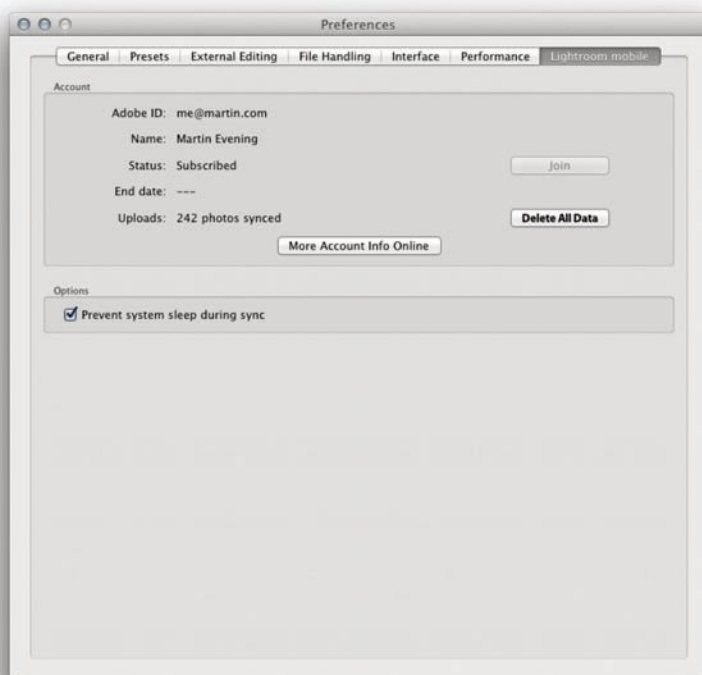 Preferences
General Presets External Editing File Handling Interface Performance Lightroom mobile
Account
Adobe ID: me@martin.com
Name: Martin Evening
Status: Subscribed Join
End date: ---
Uploads: 242 photos synced Delete All Data
More Account Info Online
Options
Prevent system sleep during sync